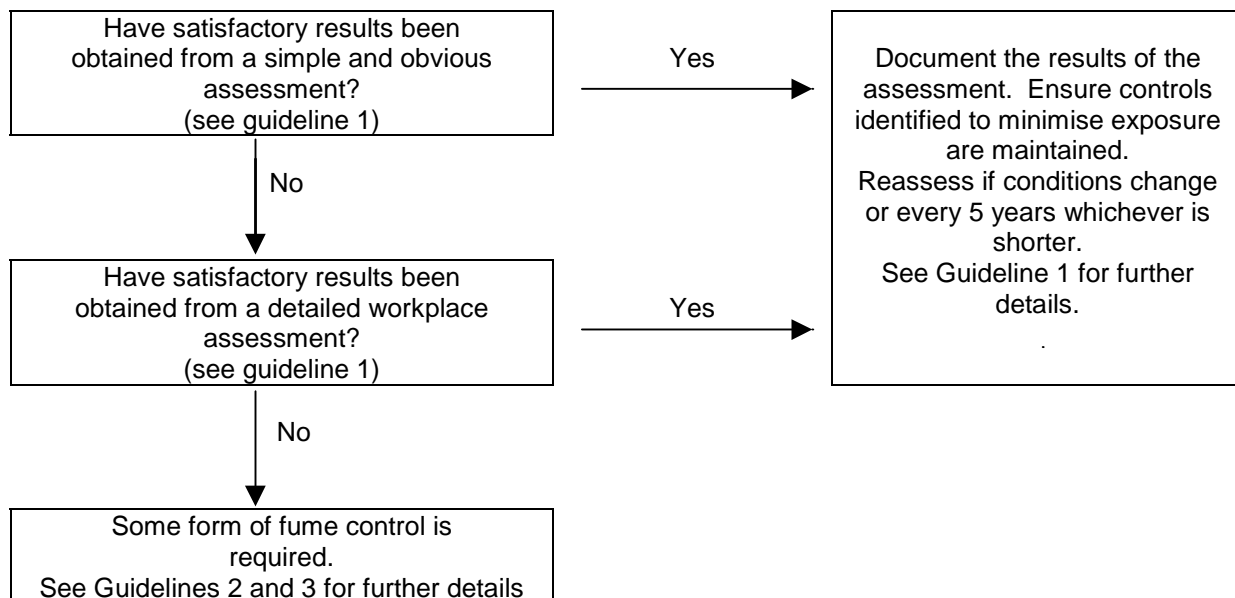 Have satisfactory results been
obtained from a simple and obvious
assessment?
(see guideline 1)
Yes
Document the results of the
assessment.  Ensure controls
identified to minimise exposure
are maintained.
Reassess if conditions change
or every 5 years whichever is
shorter.
See Guideline 1 for further
details.
.
No
Have satisfactory results been
obtained from a detailed workplace
assessment?
(see guideline 1)
Yes
No
Some form of fume control is
required.
See Guidelines 2 and 3 for further details